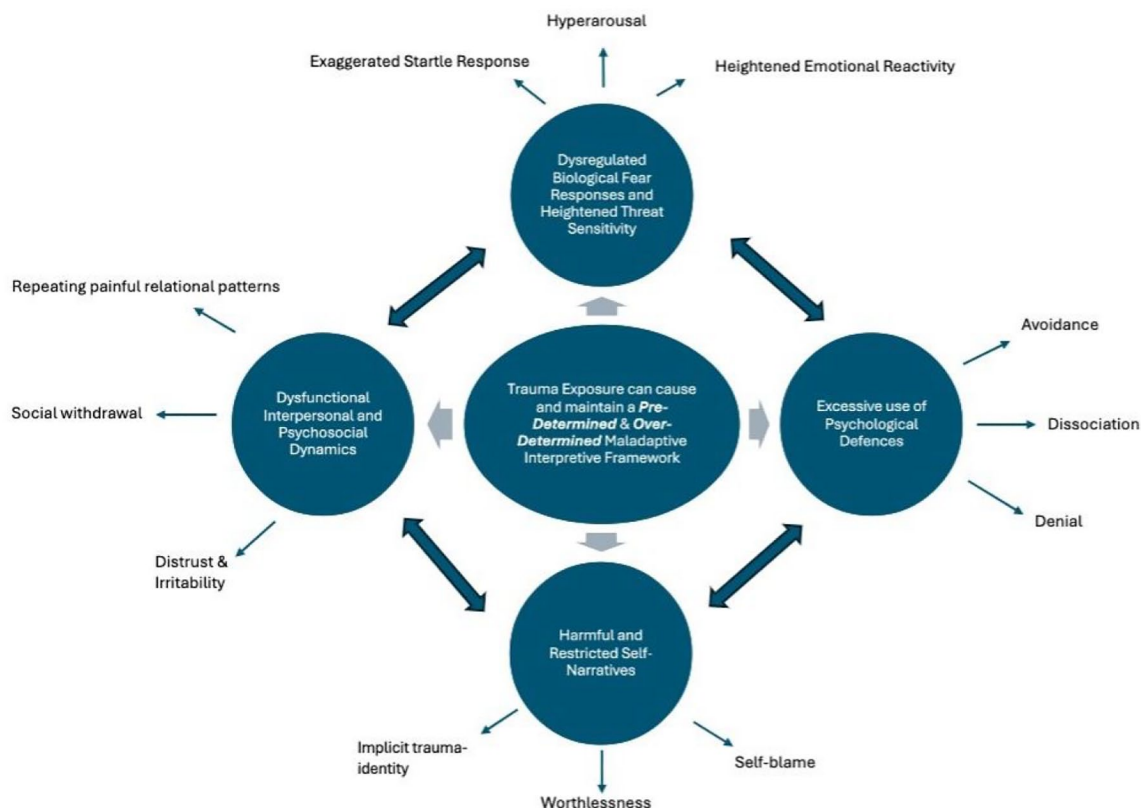 Hyperarousal
Exaggerated Startle Response
Heightened Emotional Reactivity
Dysregulated
Biological Fear
Responses and
Heightened Threat
Sensitivity
Repeating painful relational patterns
Social withdrawal
Distrust &
Irritability
Dysfunctional
Interpersonal and
Psychosocial
Dynamics
Trauma Exposure can cause
and maintain a Pre-
Determined & Over-
Determined Maladaptive
Interpretive Framework
Excessive use of
Psychological
Defences
Avoidance
Dissociation
Denial
Harmful and
Restricted Self-
Narratives
Implicit trauma-
identity
Worthlessness
Self-blame